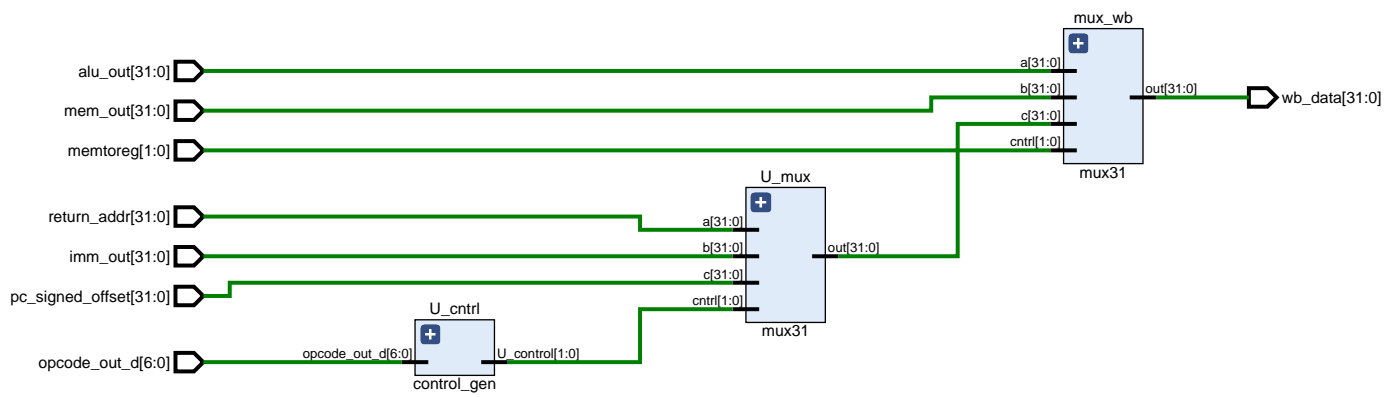 mux_wb
alu_out[31:0]
a[31:0]
mem_out[31:0]
b[31:0]
out[31:0]
wb_data[31:0]
c[31:0]
memtoreg[1:0]
cntrl[1:0]
mux31
U_mux
return_addr[31:0]
a[31:0]
imm_out[31:0]
b[31:0]
out[31:0]
pc_signed_offset[31:0]
c[31:0]
cntrl[1:0]
mux31
U_cntrl
opcode_out_d[6:0]
opcode_out_d[6:0]
U_control[1:0]
control_gen